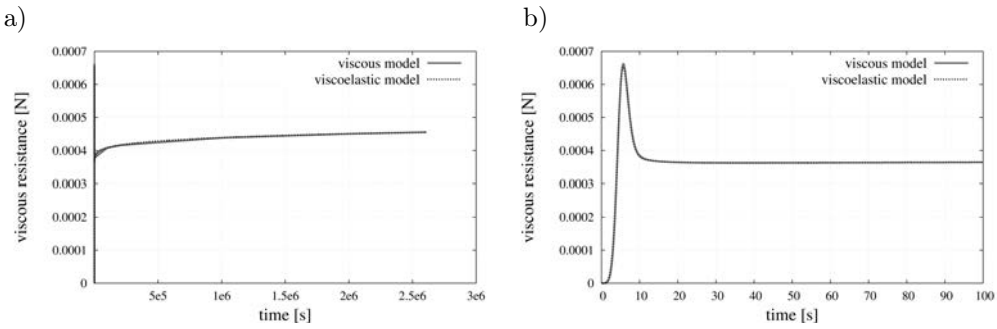 a)
0.0007
0.0006
0.0005
0.0004
0.0003
0.0002
0.0001
0
viscous resistance [N]
viscous model
viscoelastic model
5e5
1e6
1.5e6
2e6
2.5e6
3e6
time [s]
b)
0.0007
0.0006
0.0005
0.0004
0.0003
0.0002
0.0001
0
viscous resistance [N]
viscous model
viscoelastic model
0 10 20 30 40 50 60 70 80 90 100
time [s]